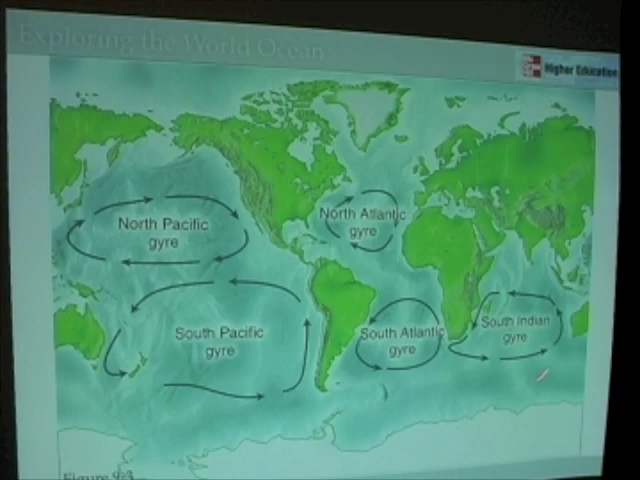 Exploring the World Ocean
Higher Education
North Pacific
gyre
North Atlantic
gyre
South Pacific
gyre
South Atlantic
gyre
South Indian
gyre
Figure 9.3